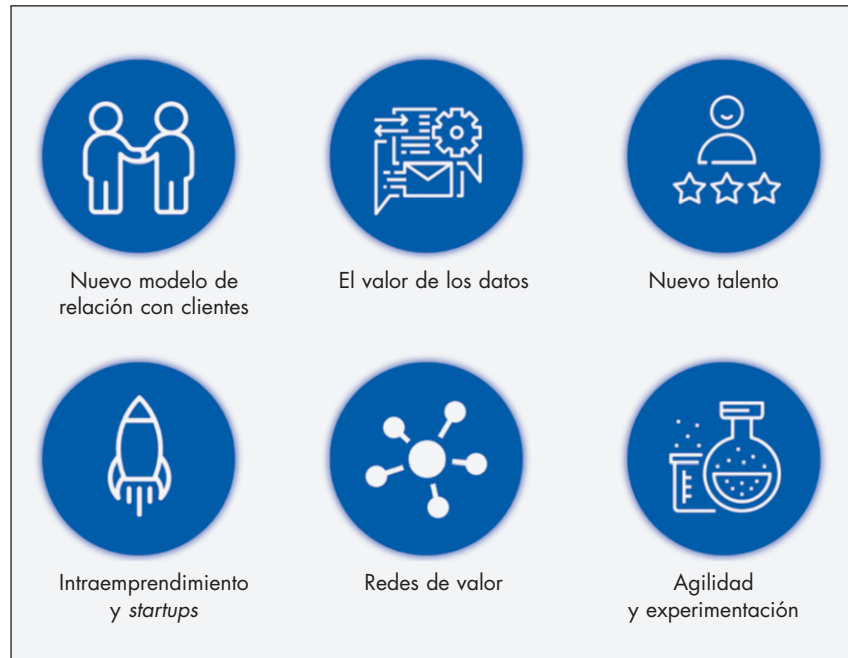 Nuevo modelo de
relación con clientes
El valor de los datos
Nuevo talento
Intraemprendimiento
y startups
Redes de valor
Agilidad
y experimentación